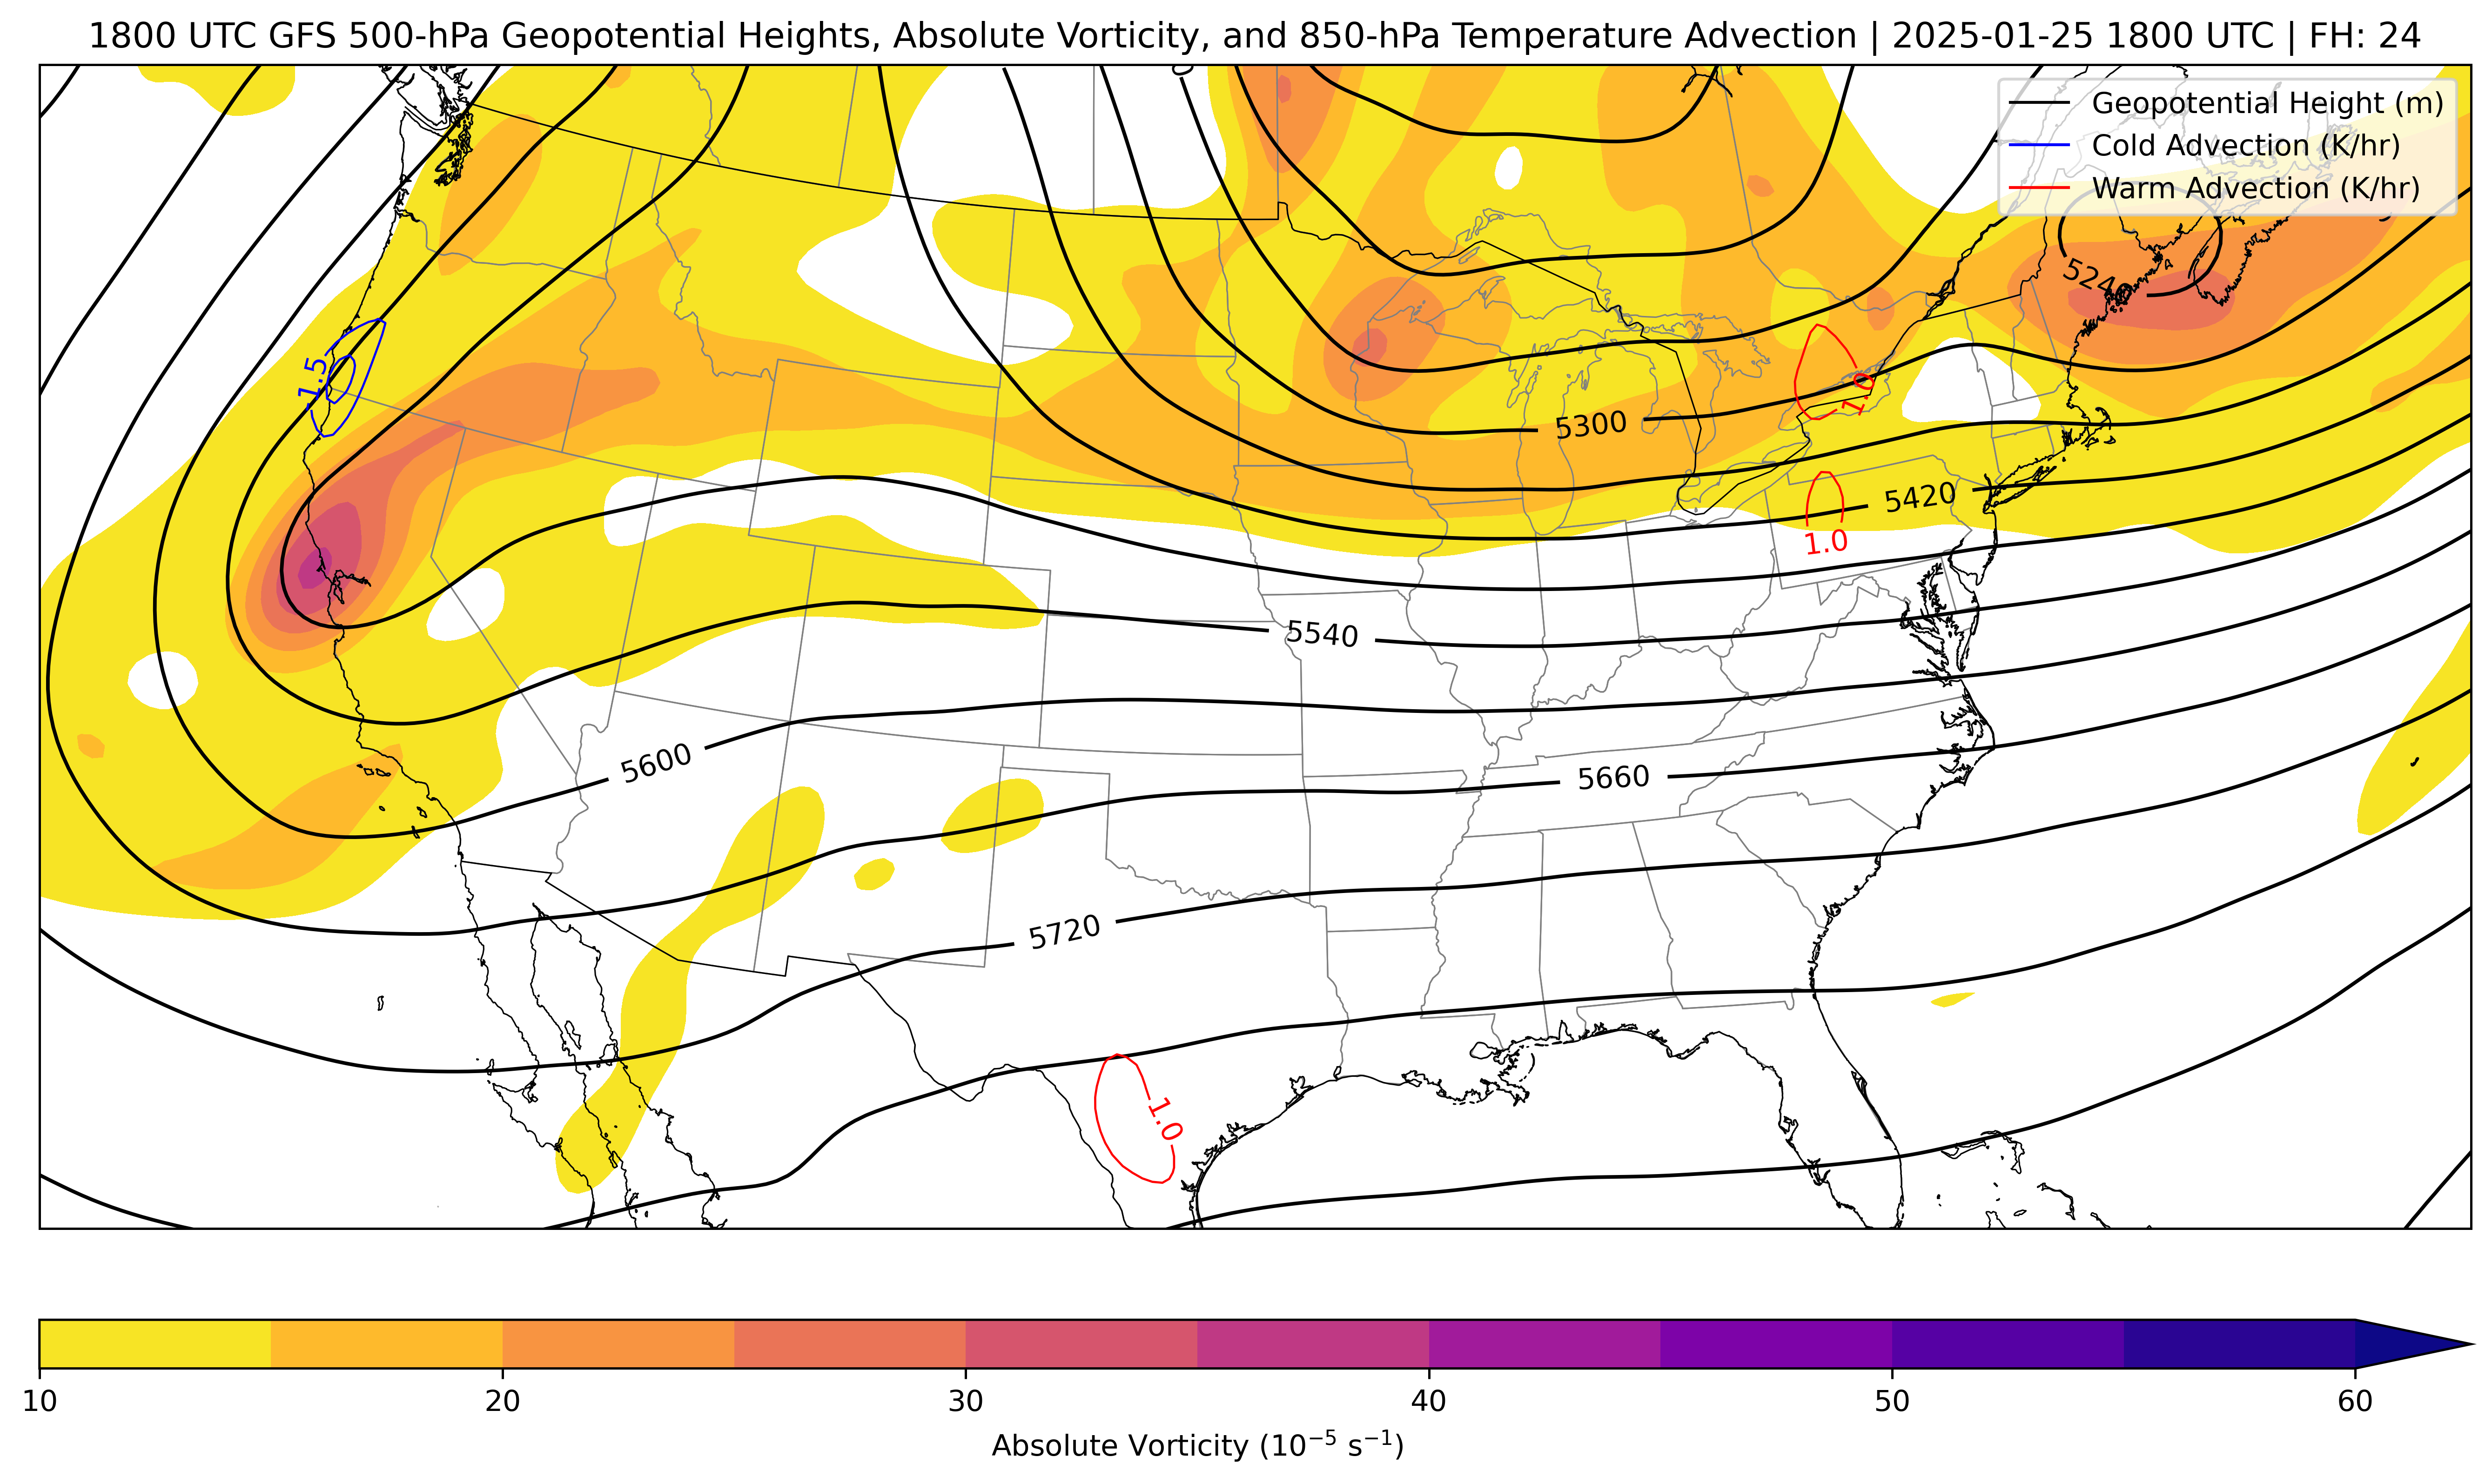 1800 UTC GFS 500-hPa Geopotential Heights, Absolute Vorticity, and 850-hPa Temperature Advection | 2025-01-25 1800 UTC | FH: 24
Geopotential Height (m)
Cold Advection (K/hr)
Warm Advection (K/hr)
5240
1.5
1.0
5300
5420
1.0
5540
5600
5660
5720
1.0
10 20 30 40 50 60
Absolute Vorticity (10⁻⁵ s⁻¹)